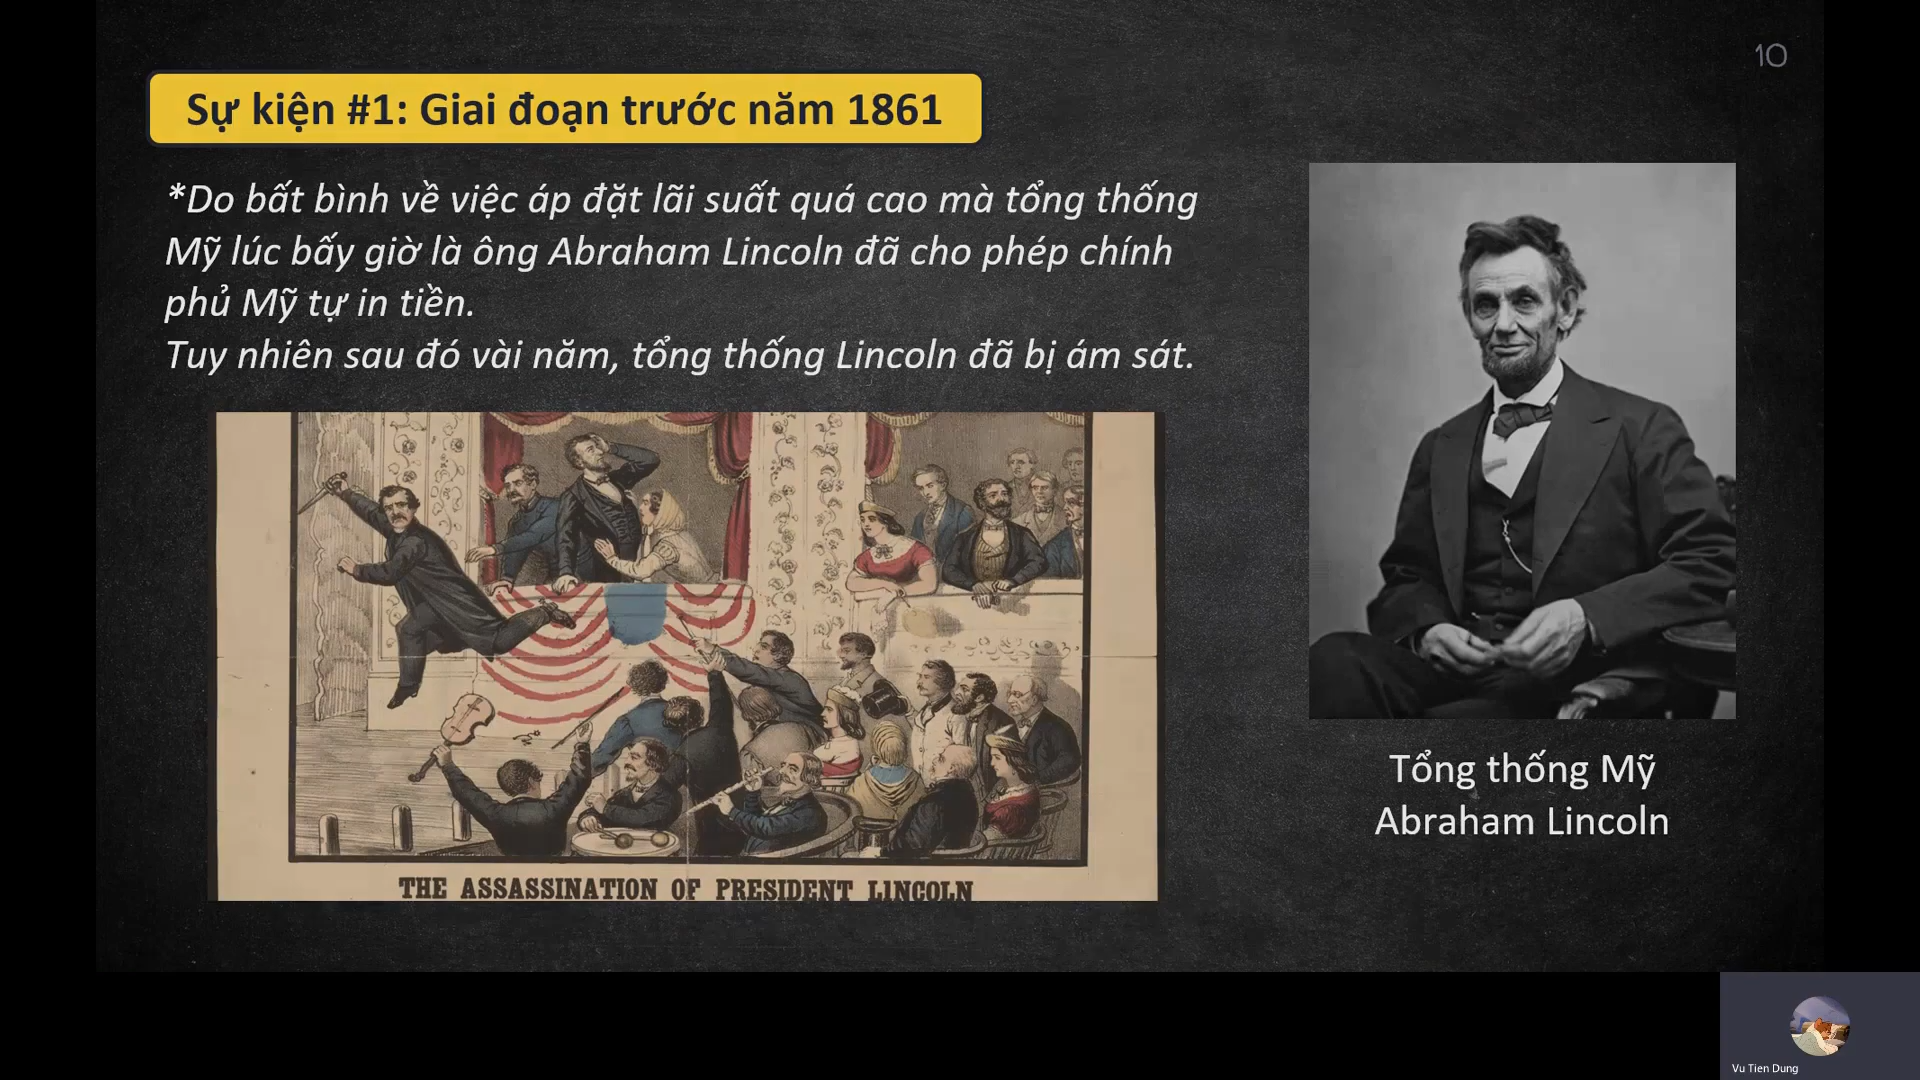 10
Sự kiện #1: Giai đoạn trước năm 1861
*Do bất bình về việc áp đặt lãi suất quá cao mà tổng thống
Mỹ lúc bấy giờ là ông Abraham Lincoln đã cho phép chính
phủ Mỹ tự in tiền.
Tuy nhiên sau đó vài năm, tổng thống Lincoln đã bị ám sát.
THE ASSASSINATION OF PRESIDENT LINCOLN
Tổng thống Mỹ
Abraham Lincoln
Vu Tien Dung